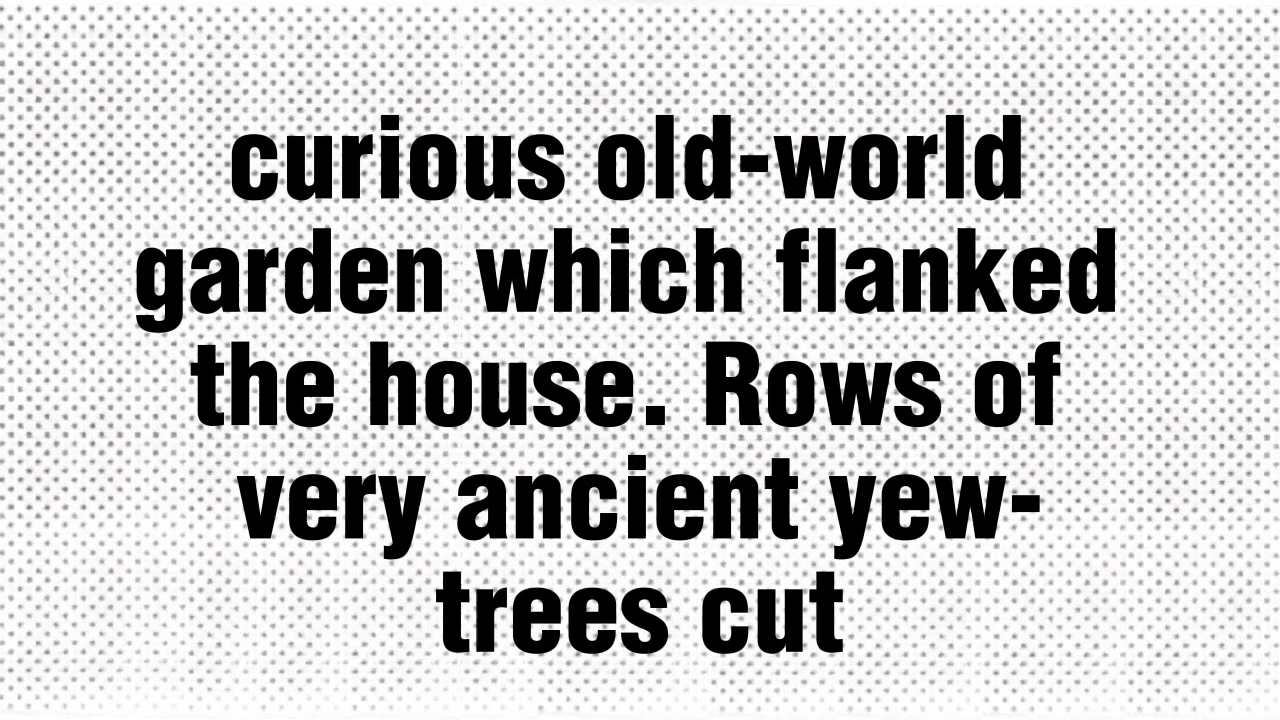 curious old-world
garden which flanked
the house. Rows of
very ancient yew-
trees cut